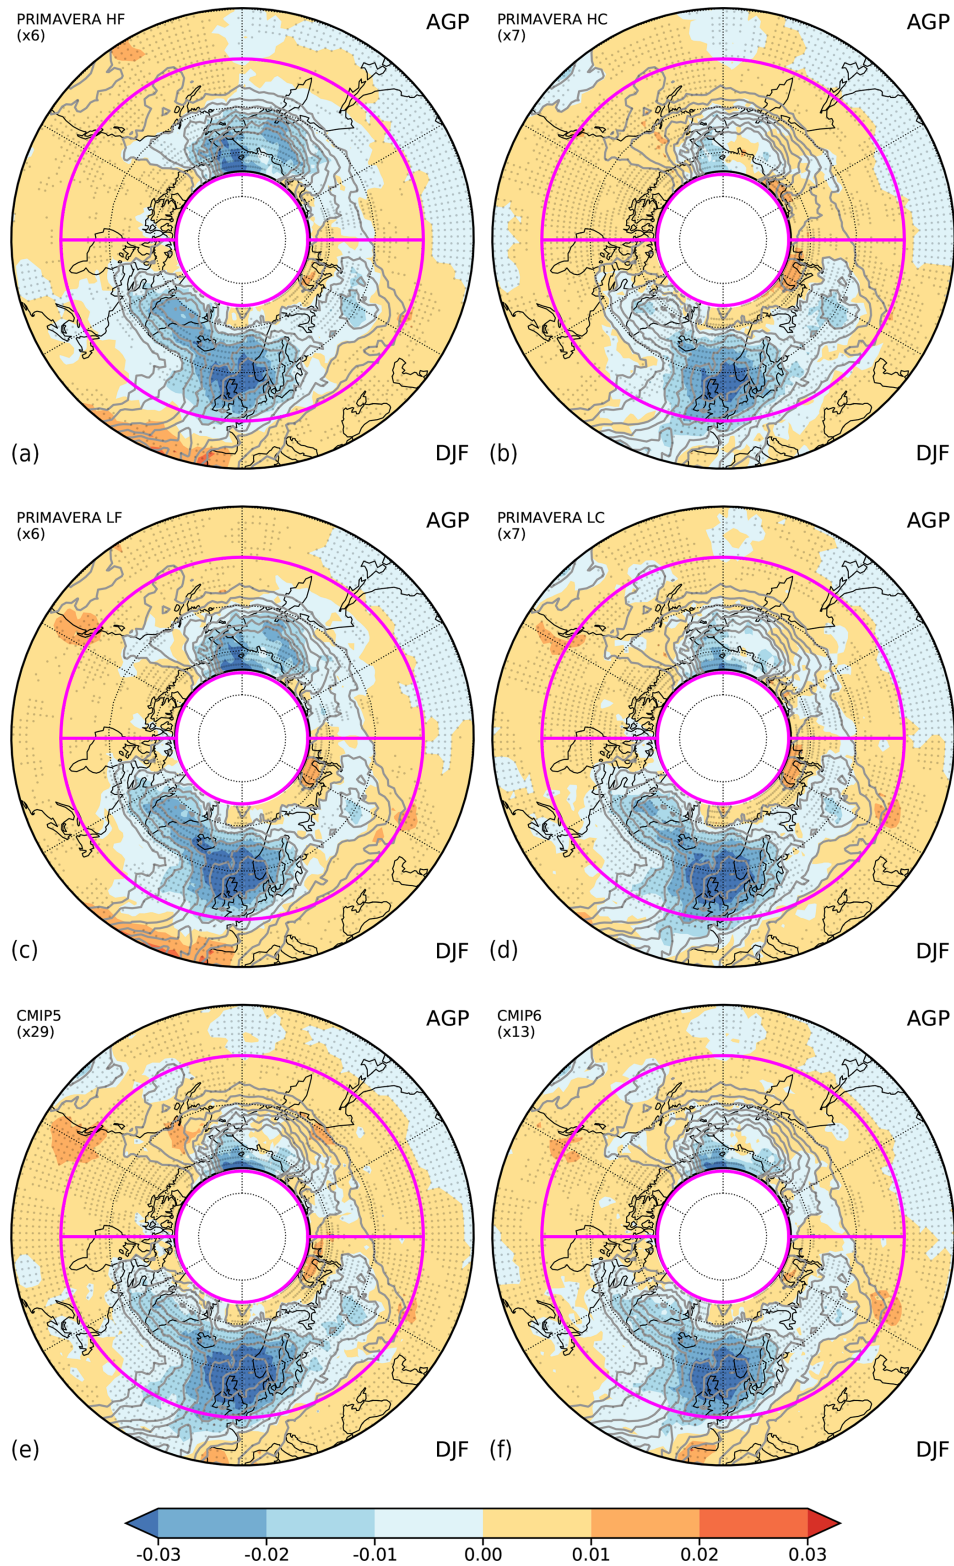 PRIMAVERA HF
(x6)
AGP
(a)
DJF
PRIMAVERA HC
(x7)
AGP
(b)
DJF
PRIMAVERA LF
(x6)
AGP
(c)
DJF
PRIMAVERA LC
(x7)
AGP
(d)
DJF
CMIP5
(x29)
AGP
(e)
DJF
CMIP6
(x13)
AGP
(f)
DJF
-0.03 -0.02 -0.01 0.00 0.01 0.02 0.03